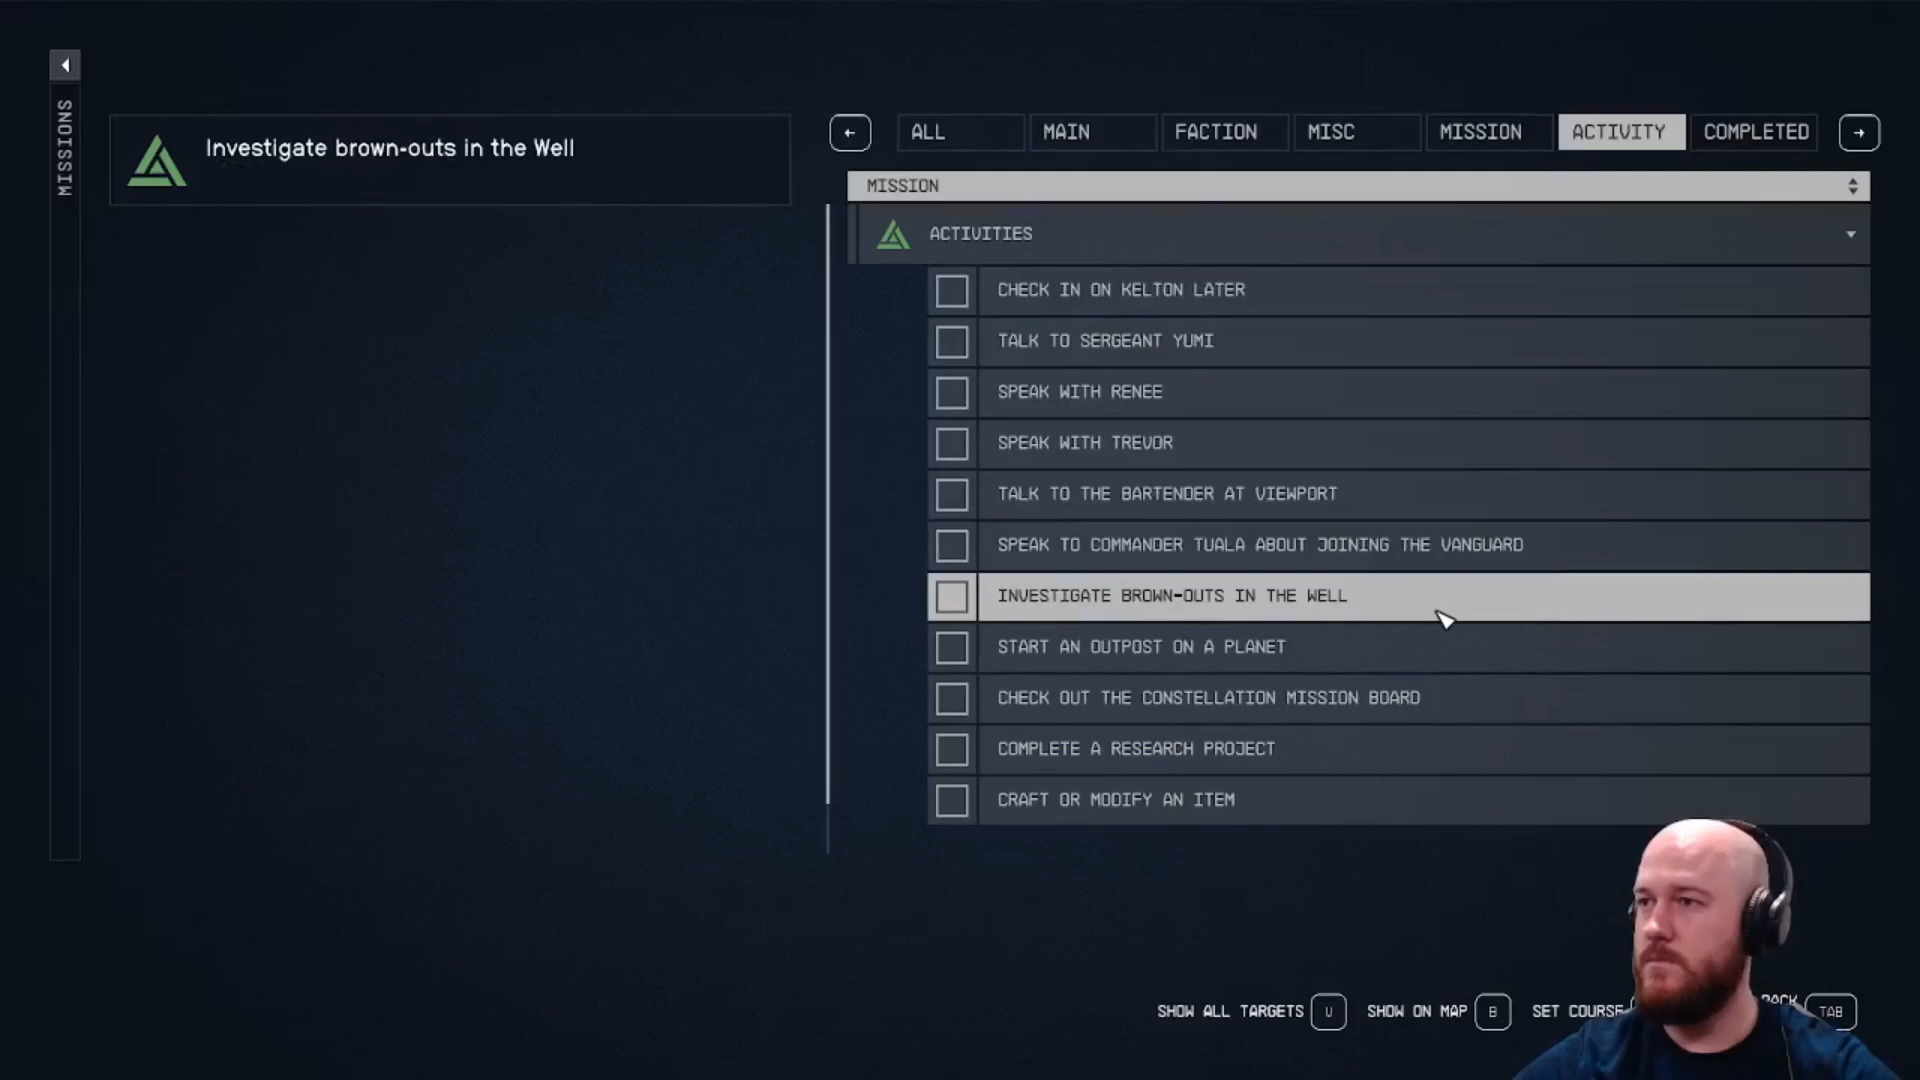 MISSIONS
Investigate brown-outs in the Well
ALL
MAIN
FACTION
MISC
MISSION
ACTIVITY
COMPLETED
MISSION
ACTIVITIES
CHECK IN ON KELTON LATER
TALK TO SERGEANT YUMI
SPEAK WITH RENEE
SPEAK WITH TREVOR
TALK TO THE BARTENDER AT VIEWPORT
SPEAK TO COMMANDER TUALA ABOUT JOINING THE VANGUARD
INVESTIGATE BROWN-OUTS IN THE WELL
START AN OUTPOST ON A PLANET
CHECK OUT THE CONSTELLATION MISSION BOARD
COMPLETE A RESEARCH PROJECT
CRAFT OR MODIFY AN ITEM
SHOW ALL TARGETS U SHOW ON MAP B SET COURSE TAB